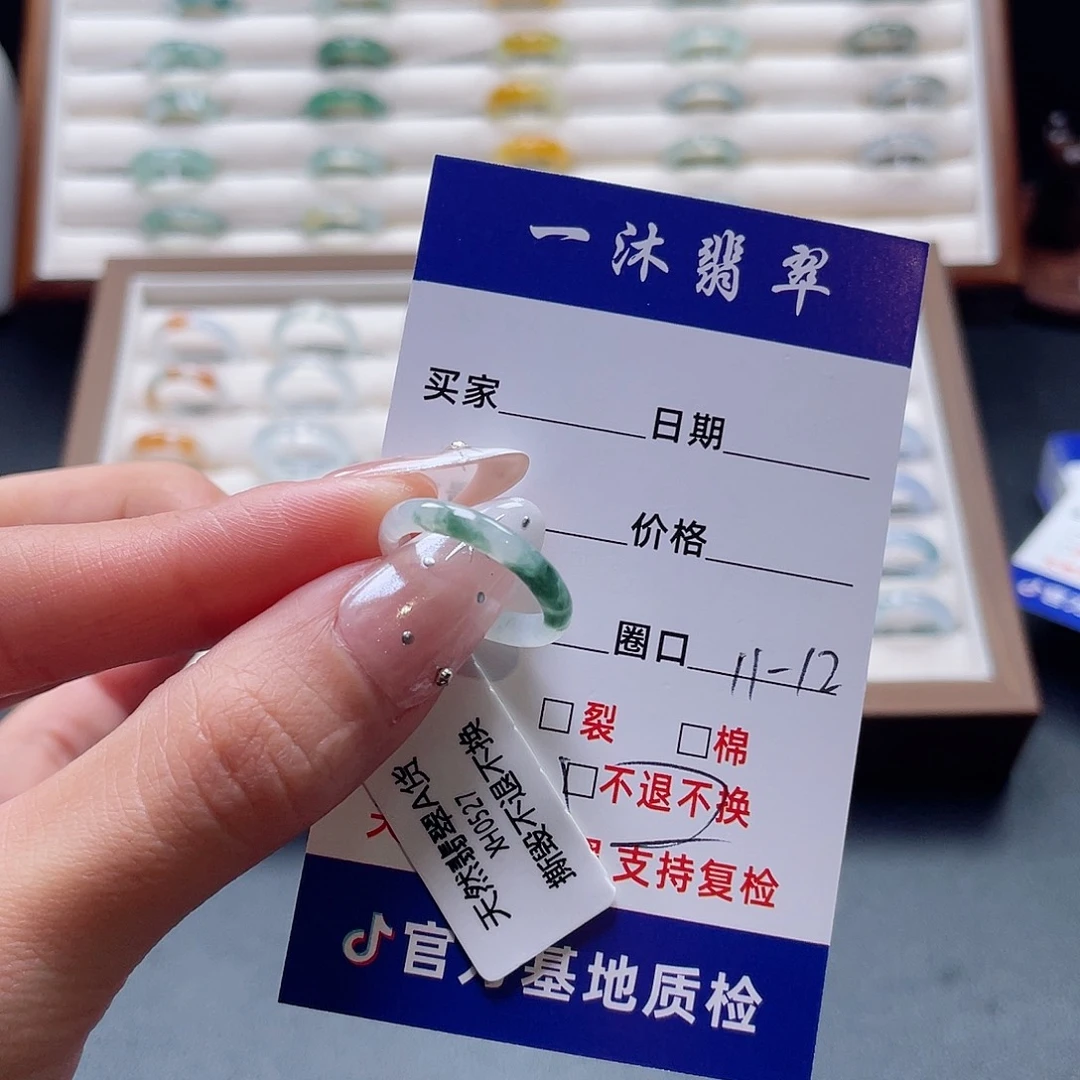 一沐翡翠
买家 日期
价格
圈口 11-12
裂 棉
不退不换
支持复检
官方基地质检
天然翡翠A货
XH0527
撕毁不退不换